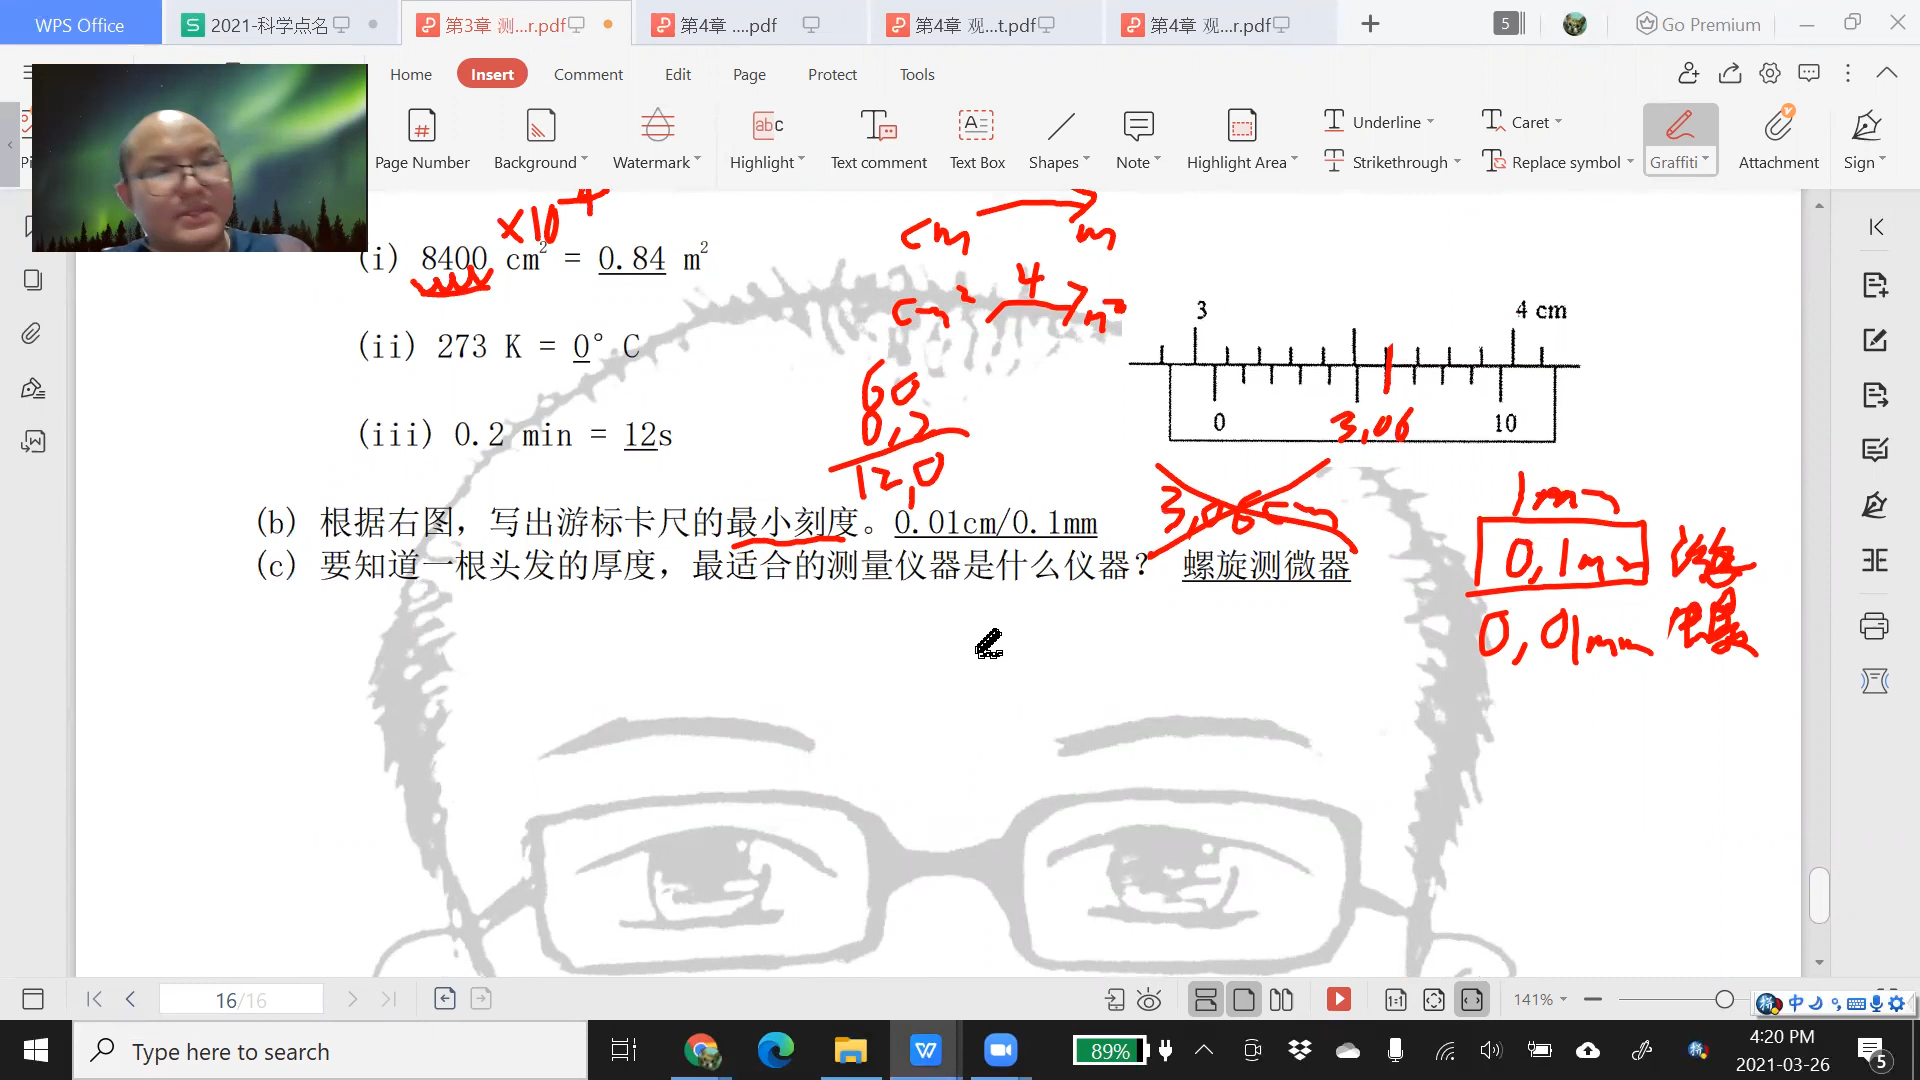 WPS Office
2021-科学点名
第3章 测...r.pdf
第4章 ....pdf
第4章 观...t.pdf
第4章 观...r.pdf
5
Go Premium
Home
Insert
Comment
Edit
Page
Protect
Tools
Page Number
Background
Watermark
abc
Highlight
Text comment
Text Box
Shapes
Note
Highlight Area
Underline
Strikethrough
Caret
Replace symbol
Graffiti
Attachment
Sign
×10⁻⁴
cm → m
(i) 8400 cm² = 0.84 m²
4
cm² m²
3 4 cm
(ii) 273 K = 0° C
60
0,2
12,0
0 3,06 10
(iii) 0.2 min = 12s
3,06cm
1mm
0,1mm
0,01mm
(b) 根据右图，写出游标卡尺的最小刻度。0.01cm/0.1mm
(c) 要知道一根头发的厚度，最适合的测量仪器是什么仪器？ 螺旋测微器
16/16
1:1
141%
中
Type here to search
89%
4:20 PM
2021-03-26
5